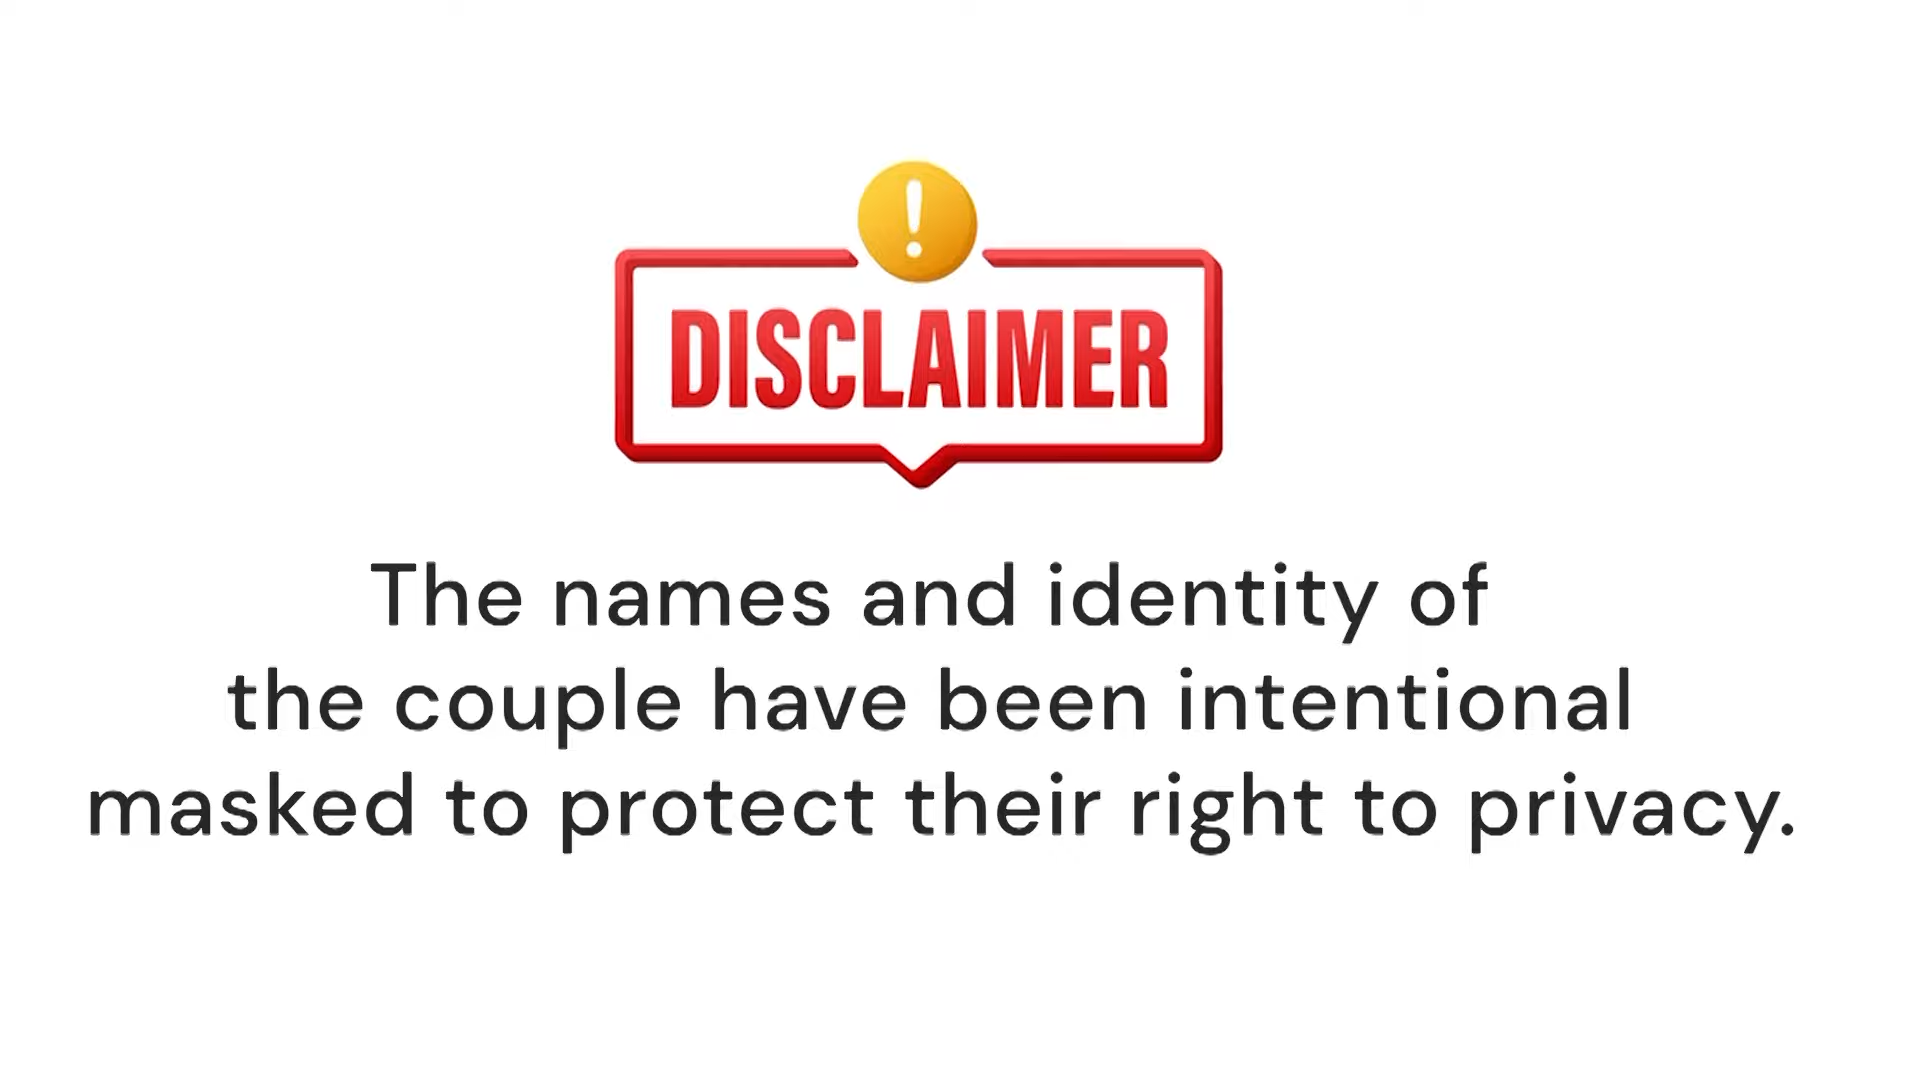 !
DISCLAIMER
The names and identity of
the couple have been intentional
masked to protect their right to privacy.